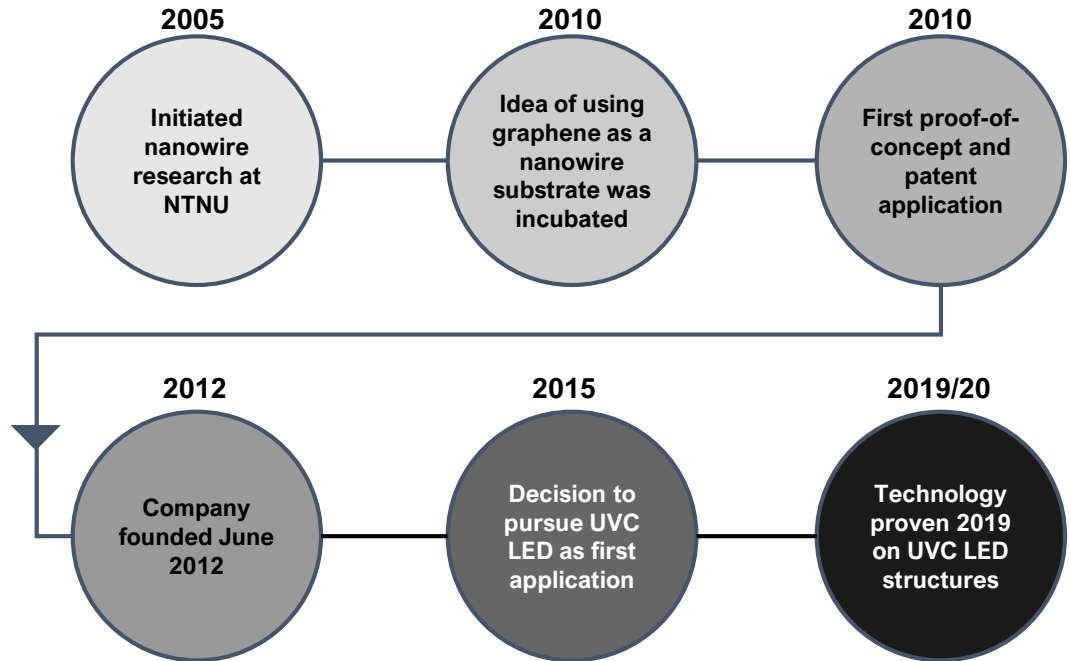 2005
Initiated
nanowire
research at
NTNU
2010
Idea of using
graphene as a
nanowire
substrate was
incubated
2010
First proof-of-
concept and
patent
application
2012
Company
founded June
2012
2015
Decision to
pursue UVC
LED as first
application
2019/20
Technology
proven 2019
on UVC LED
structures